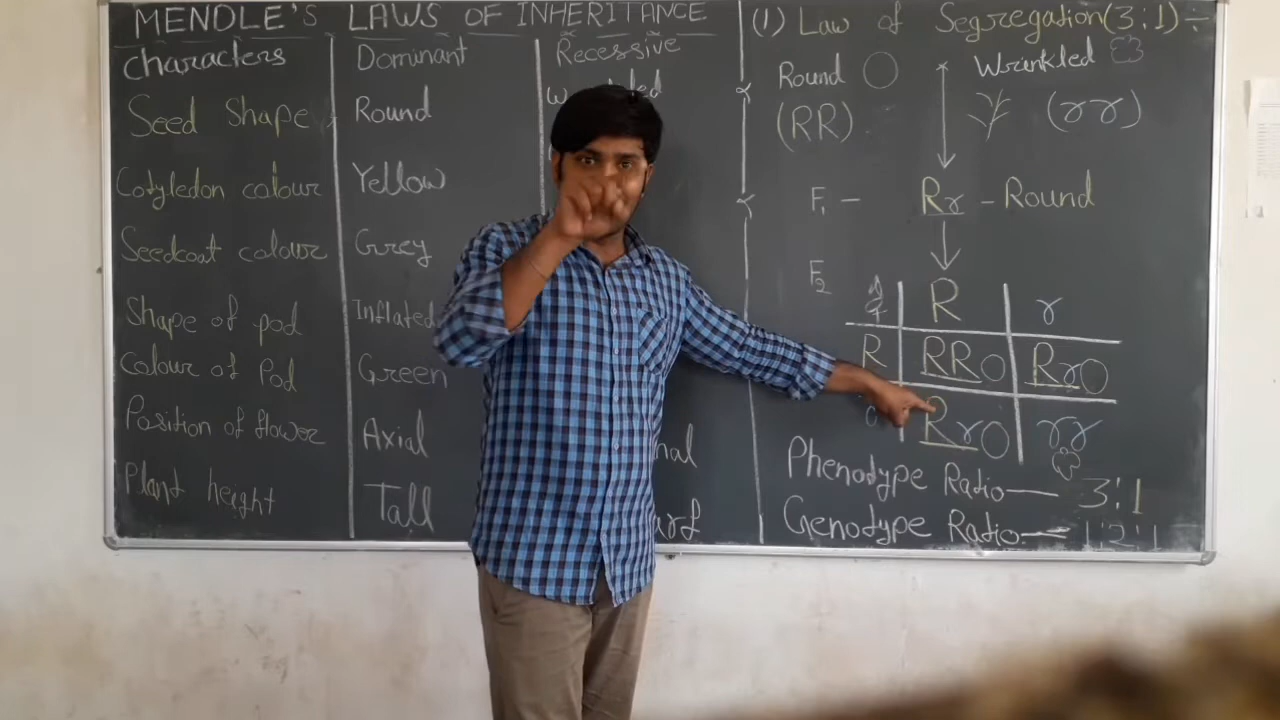 MENDLE'S LAWS OF INHERITANCE
Characters Dominant Recessive
Seed Shape Round
Cotyledon colour Yellow
Seedcoat colour Grey
Shape of pod Inflated
Colour of Pod Green
Position of flower Axial nal
Plant height Tall arf
(1) Law of Segregation (3:1) ÷
Round Wrinkled
(RR) (rr)
F1 — Rr - Round
F2
R r
R RR Rr
Rr rr
Phenodype Ratio — 3:1
Genotype Ratio — 1:2:1